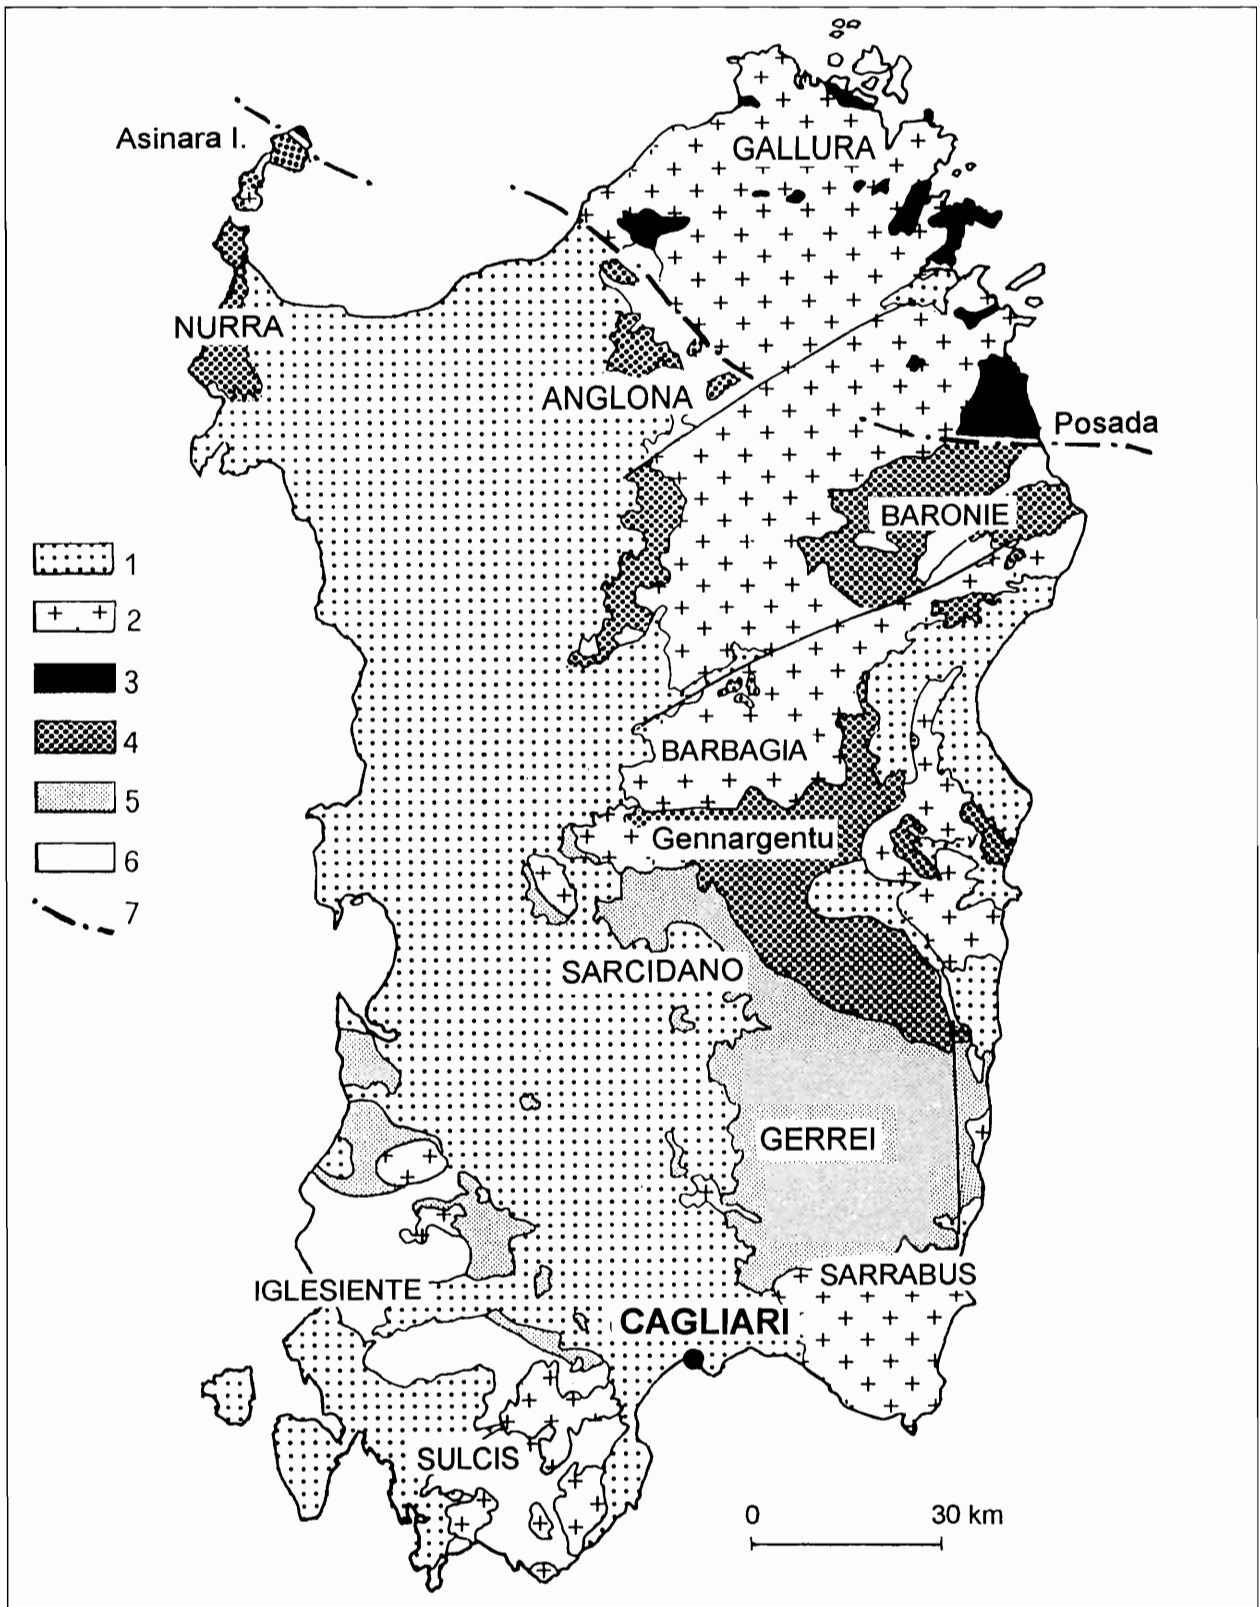 Asinara I.
GALLURA
NURRA
ANGLONA
Posada
BARONIE
1
2
3
4
5
6
7
BARBAGIA
Gennargentu
SARCIDANO
GERREI
IGLESIENTE
SARRABUS
CAGLIARI
SULCIS
0 30 km